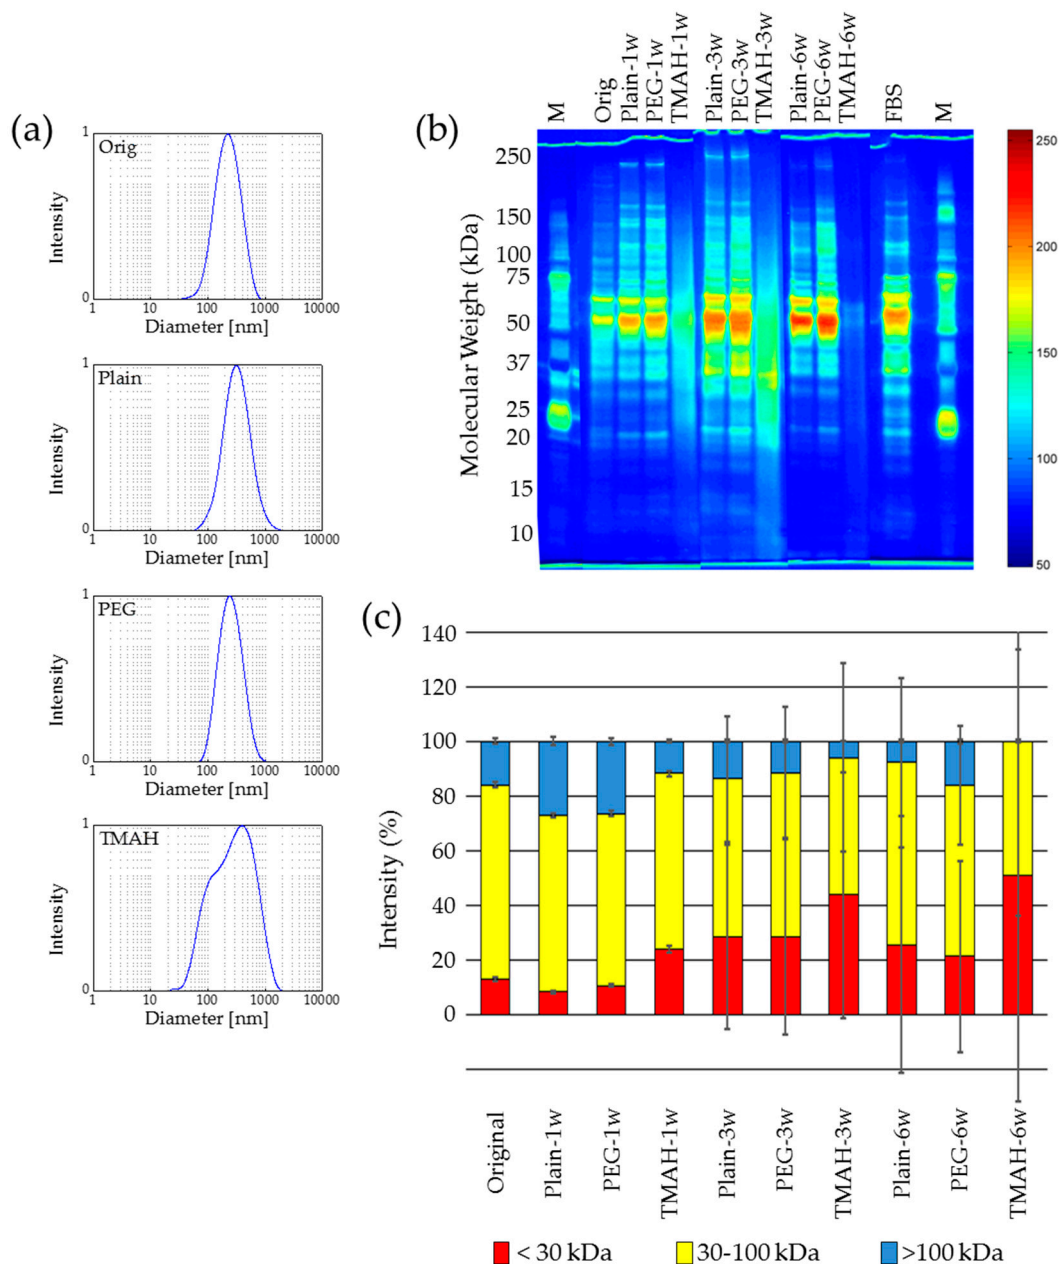 (a)
Orig
Intensity
1
0
1 10 100 1000 10000
Diameter [nm]
Plain
Intensity
1
0
1 10 100 1000 10000
Diameter [nm]
PEG
Intensity
1
0
1 10 100 1000 10000
Diameter [nm]
TMAH
Intensity
1
0
1 10 100 1000 10000
Diameter [nm]
(b)
M
Orig
Plain-1w
PEG-1w
TMAH-1w
Plain-3w
PEG-3w
TMAH-3w
Plain-6w
PEG-6w
TMAH-6w
FBS
M
Molecular Weight (kDa)
250
150
100
75
50
37
25
20
15
10
250
200
150
100
50
(c)
Intensity (%)
140
120
100
80
60
40
20
0
Original
Plain-1w
PEG-1w
TMAH-1w
Plain-3w
PEG-3w
TMAH-3w
Plain-6w
PEG-6w
TMAH-6w
< 30 kDa
30-100 kDa
>100 kDa